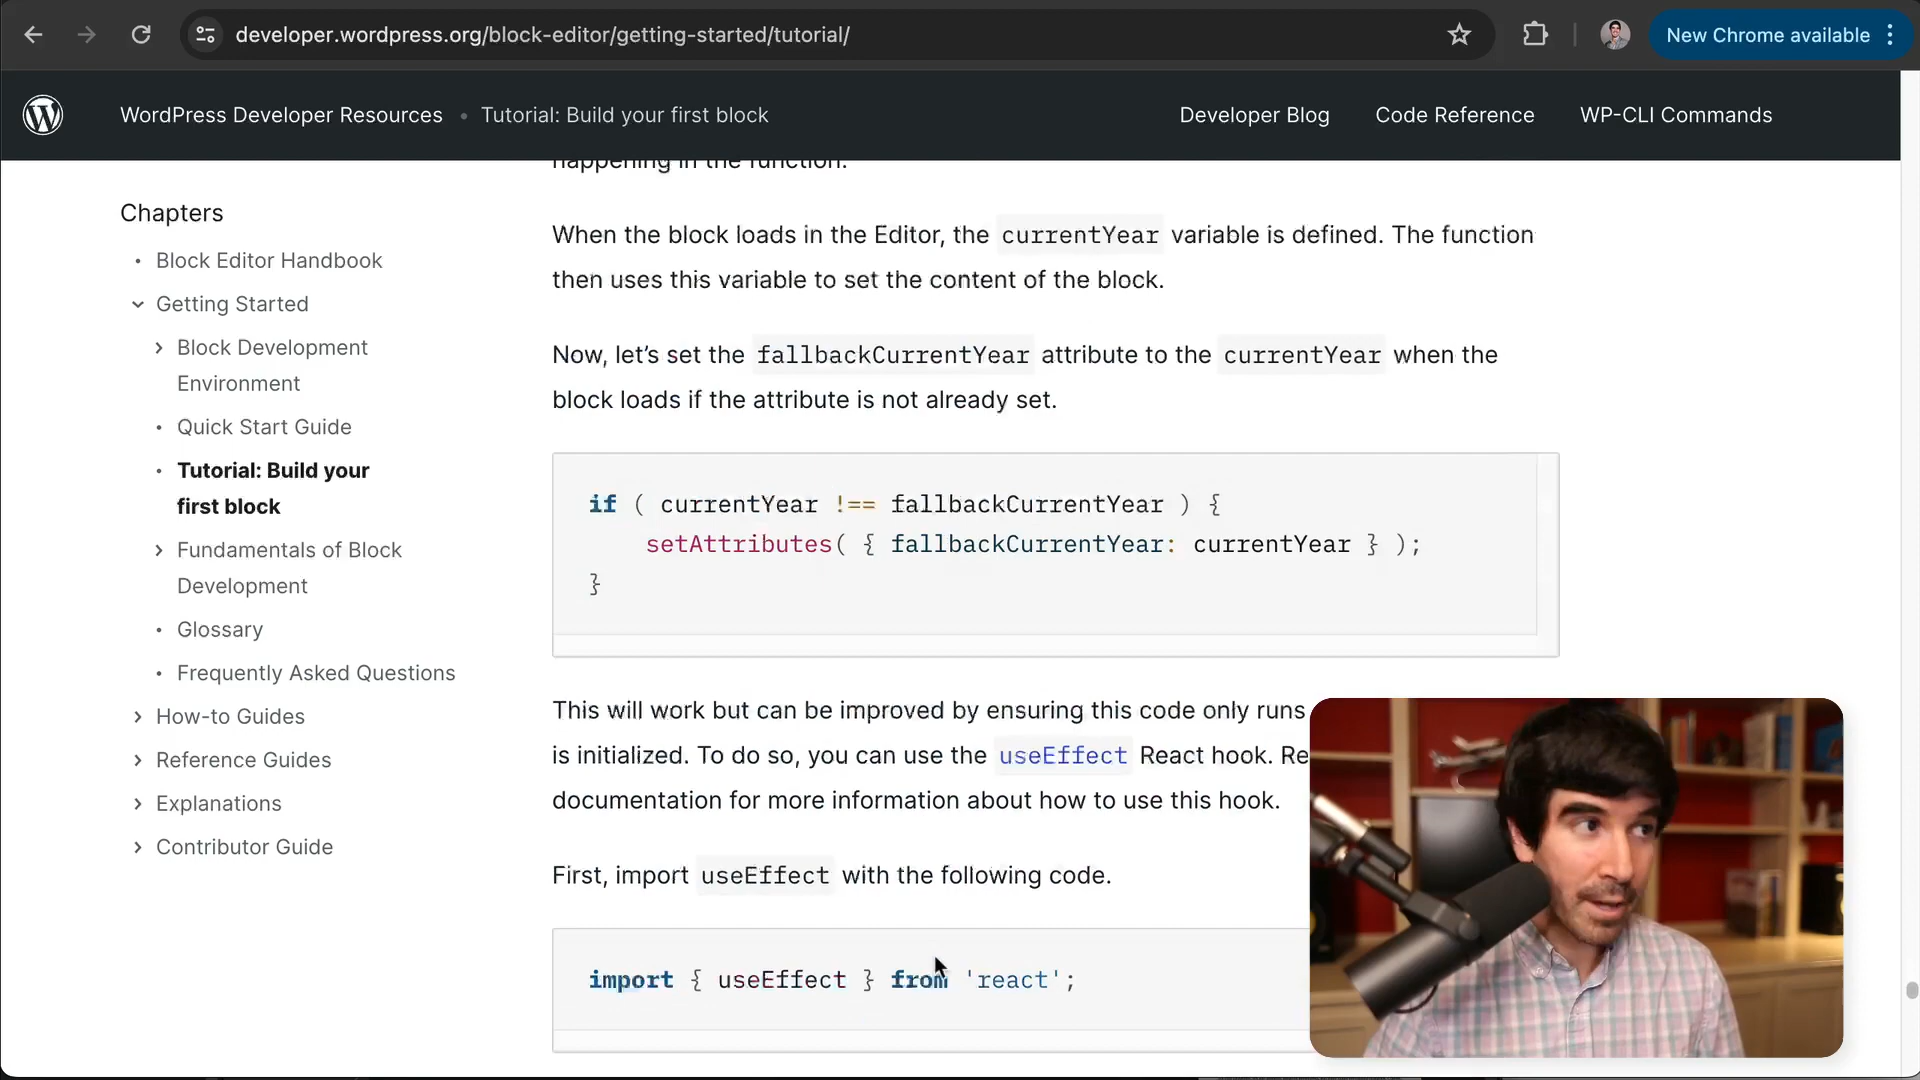 developer.wordpress.org/block-editor/getting-started/tutorial/
New Chrome available
WordPress Developer Resources • Tutorial: Build your first block
Developer Blog
Code Reference
WP-CLI Commands
Chapters
• Block Editor Handbook
Getting Started
Block Development
Environment
• Quick Start Guide
• Tutorial: Build your
first block
Fundamentals of Block
Development
• Glossary
• Frequently Asked Questions
How-to Guides
Reference Guides
Explanations
Contributor Guide
happening in the function.
When the block loads in the Editor, the currentYear variable is defined. The function
then uses this variable to set the content of the block.
Now, let’s set the fallbackCurrentYear attribute to the currentYear when the
block loads if the attribute is not already set.
if ( currentYear !== fallbackCurrentYear ) {
setAttributes( { fallbackCurrentYear: currentYear } );
}
This will work but can be improved by ensuring this code only runs
is initialized. To do so, you can use the useEffect React hook. Re
documentation for more information about how to use this hook.
First, import useEffect with the following code.
import { useEffect } from 'react';